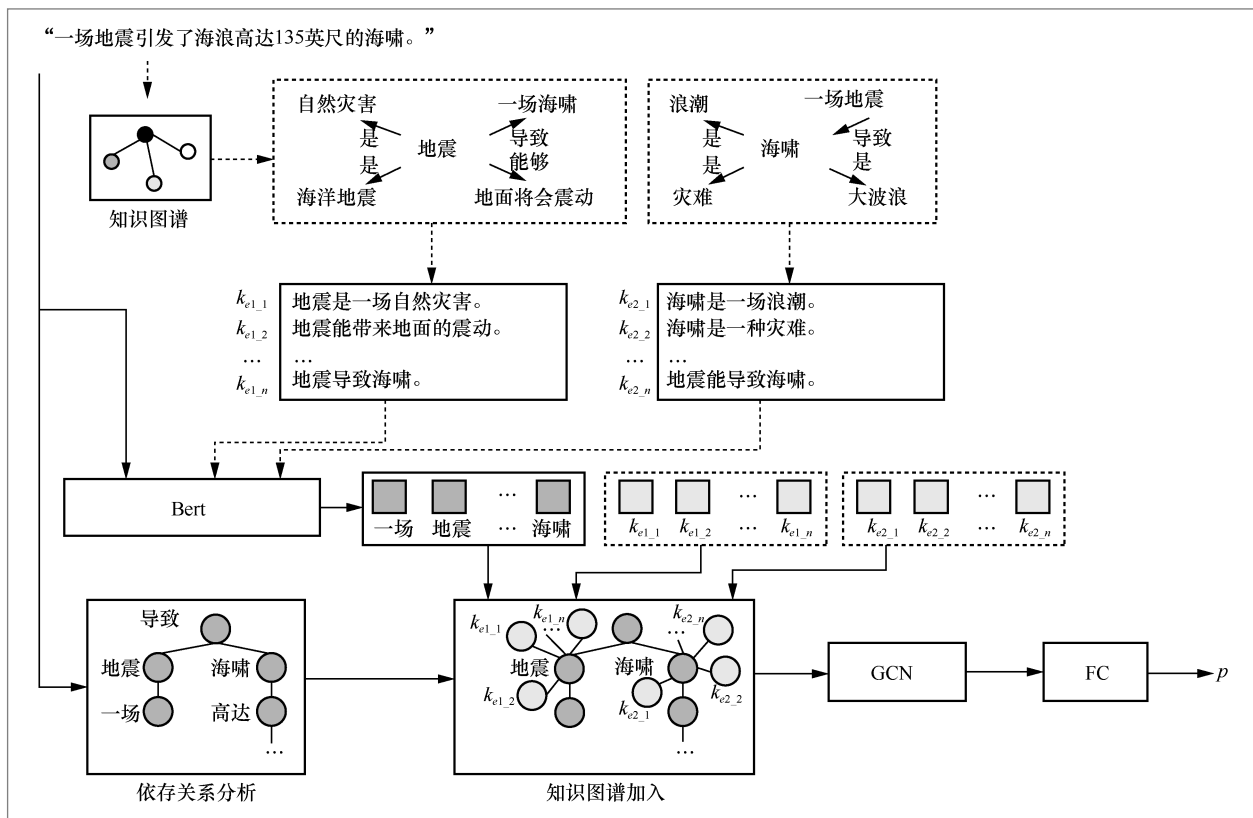 “一场地震引发了海浪高达135英尺的海啸。”
自然灾害 一场海啸
是 地震 导致
是 能够
海洋地震 地面将会震动
浪潮 一场地震
是 海啸 导致
是 是
灾难 大波浪
知识图谱
k_{e1_1} 地震是一场自然灾害。
k_{e1_2} 地震能带来地面的震动。
… …
k_{e1_n} 地震导致海啸。
k_{e2_1} 海啸是一场浪潮。
k_{e2_2} 海啸是一种灾难。
… …
k_{e2_n} 地震能导致海啸。
Bert
…
一场 地震 … 海啸
…
k_{e1_1} k_{e1_2} … k_{e1_n}
…
k_{e2_1} k_{e2_2} … k_{e2_n}
导致
地震 海啸
一场 高达
…
依存关系分析
k_{e1_1} k_{e1_n} k_{e2_n}
… …
地震 海啸
k_{e1_2} k_{e2_1} k_{e2_2}
…
知识图谱加入
GCN
FC
p